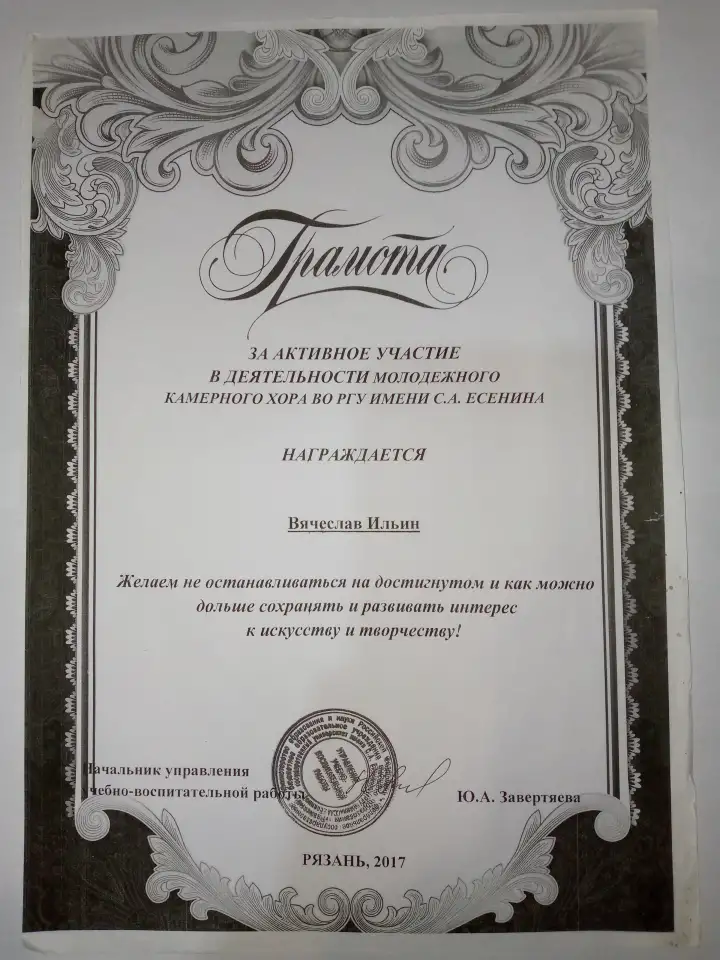 Грамота
ЗА АКТИВНОЕ УЧАСТИЕ
В ДЕЯТЕЛЬНОСТИ МОЛОДЕЖНОГО
КАМЕРНОГО ХОРА ВО РГУ ИМЕНИ С.А. ЕСЕНИНА
НАГРАЖДАЕТСЯ
Вячеслав Ильин
Желаем не останавливаться на достигнутом и как можно
дольше сохранять и развивать интерес
к искусству и творчеству!
Начальник управления
учебно-воспитательной работы
Ю.А. Завертяева
РЯЗАНЬ, 2017